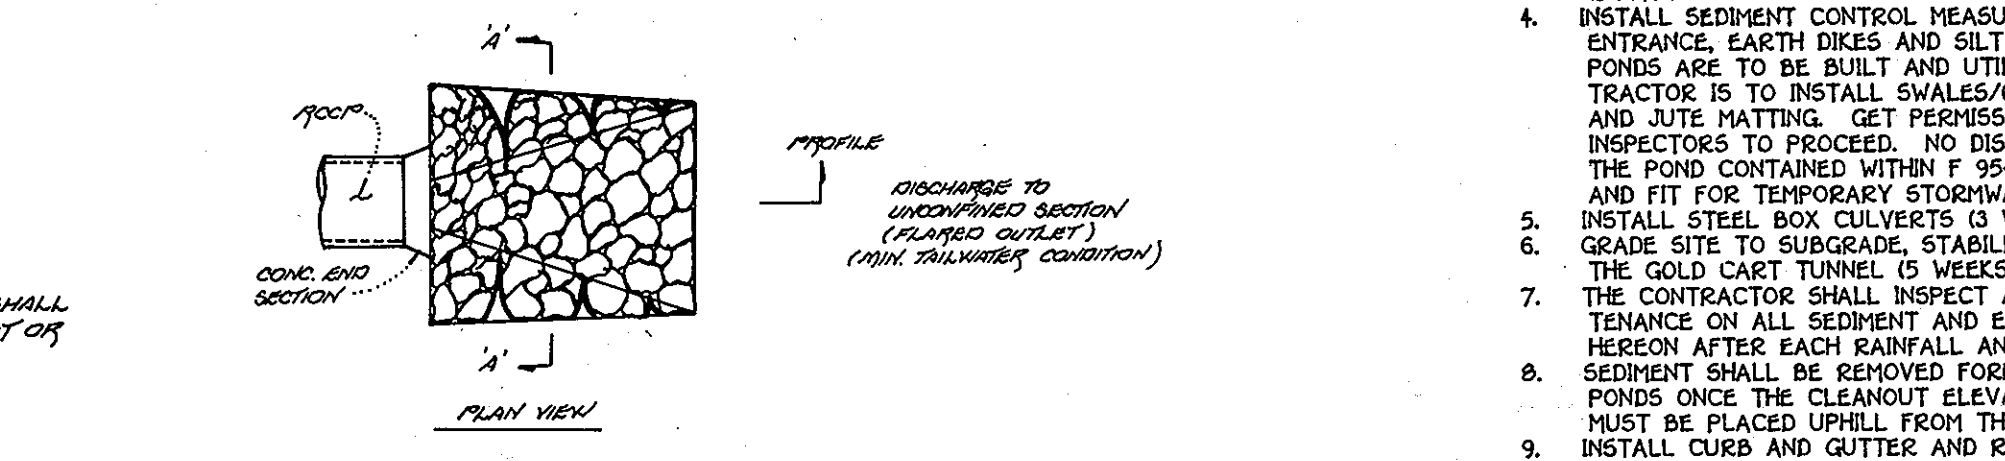 'A'
RCCP
PROFILE
DISCHARGE TO
UNCONFINED SECTION
(FLARED OUTLET)
(MIN. TAILWATER CONDITION)
CONC. END
SECTION
SHALL
T OR
'A'
PLAN VIEW
4. INSTALL SEDIMENT CONTROL MEASU
ENTRANCE, EARTH DIKES AND SILT
PONDS ARE TO BE BUILT AND UTI
TRACTOR IS TO INSTALL SWALES/
AND JUTE MATTING. GET PERMISS
INSPECTORS TO PROCEED. NO DIS
THE POND CONTAINED WITHIN F 95
AND FIT FOR TEMPORARY STORMWA
5. INSTALL STEEL BOX CULVERTS (3 W
6. GRADE SITE TO SUBGRADE, STABILI
THE GOLD CART TUNNEL (5 WEEKS
7. THE CONTRACTOR SHALL INSPECT A
TENANCE ON ALL SEDIMENT AND E
HEREON AFTER EACH RAINFALL AN
8. SEDIMENT SHALL BE REMOVED FOR
PONDS ONCE THE CLEANOUT ELEVA
MUST BE PLACED UPHILL FROM TH
9. INSTALL CURB AND GUTTER AND R